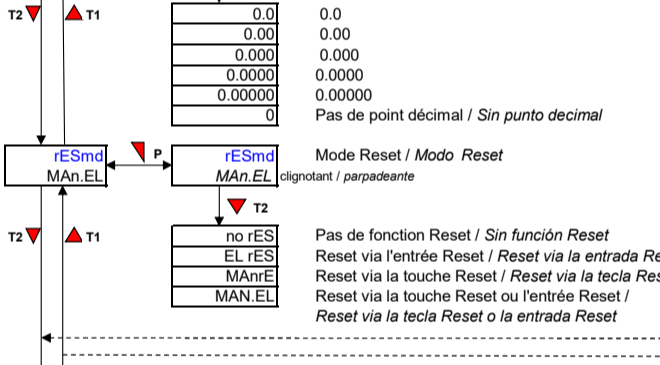 T2 T1
0.0 0.0
0.00 0.00
0.000 0.000
0.0000 0.0000
0.00000 0.00000
0 Pas de point décimal / Sin punto decimal
rESmd P rESmd Mode Reset / Modo Reset
MAn.EL MAn.EL clignotant / parpadeante
T2
T2 T1 no rES Pas de fonction Reset / Sin función Reset
EL rES Reset via l'entrée Reset / Reset via la entrada Re
MAnrE Reset via la touche Reset / Reset via la tecla Res
MAN.EL Reset via la touche Reset ou l'entrée Reset /
Reset via la tecla Reset o la entrada Reset